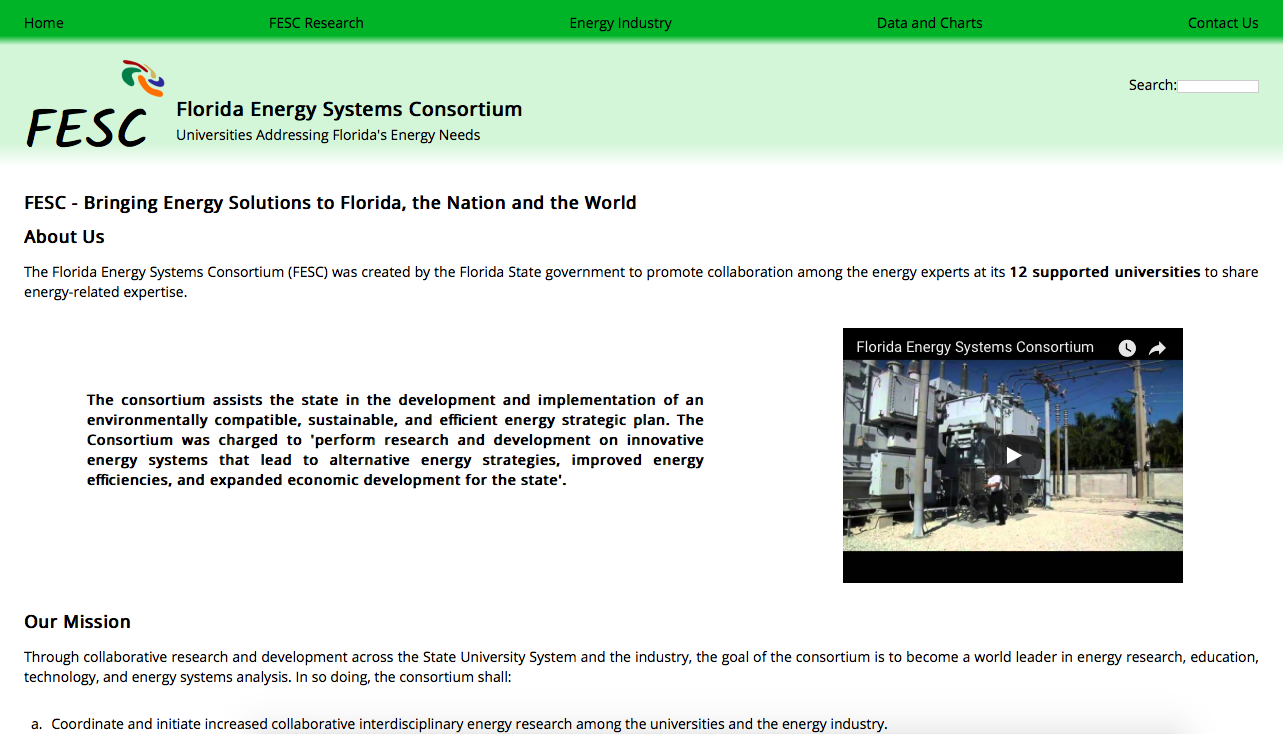 Home FESC Research Energy Industry Data and Charts Contact Us
Search:
FESC
Florida Energy Systems Consortium
Universities Addressing Florida's Energy Needs
FESC - Bringing Energy Solutions to Florida, the Nation and the World
About Us
The Florida Energy Systems Consortium (FESC) was created by the Florida State government to promote collaboration among the energy experts at its 12 supported universities to share
energy-related expertise.
The consortium assists the state in the development and implementation of an
environmentally compatible, sustainable, and efficient energy strategic plan. The
Consortium was charged to 'perform research and development on innovative
energy systems that lead to alternative energy strategies, improved energy
efficiencies, and expanded economic development for the state'.
Florida Energy Systems Consortium
Our Mission
Through collaborative research and development across the State University System and the industry, the goal of the consortium is to become a world leader in energy research, education,
technology, and energy systems analysis. In so doing, the consortium shall:
a. Coordinate and initiate increased collaborative interdisciplinary energy research among the universities and the energy industry.